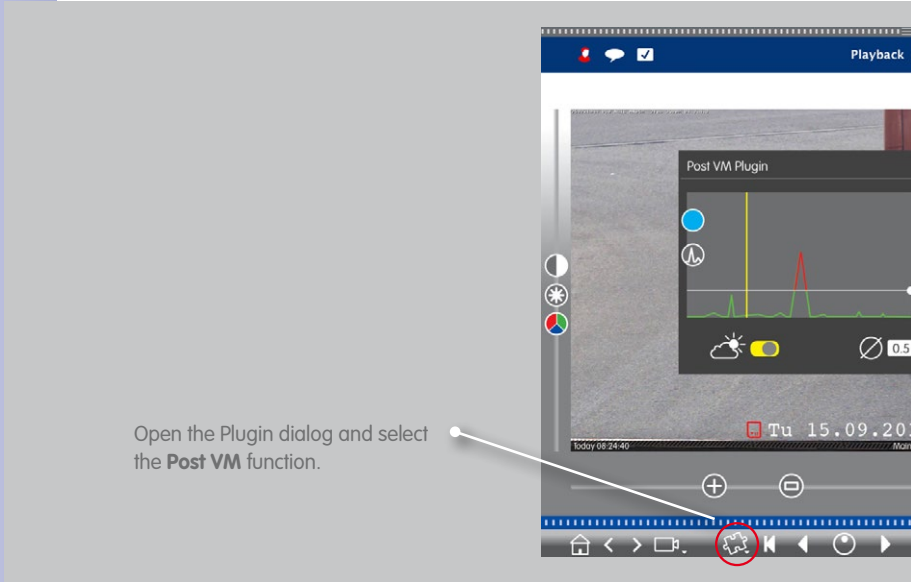 Playback
Post VM Plugin
0.5
Tu 15.09.20
Today 08:24:40
Main
Open the Plugin dialog and select
the Post VM function.